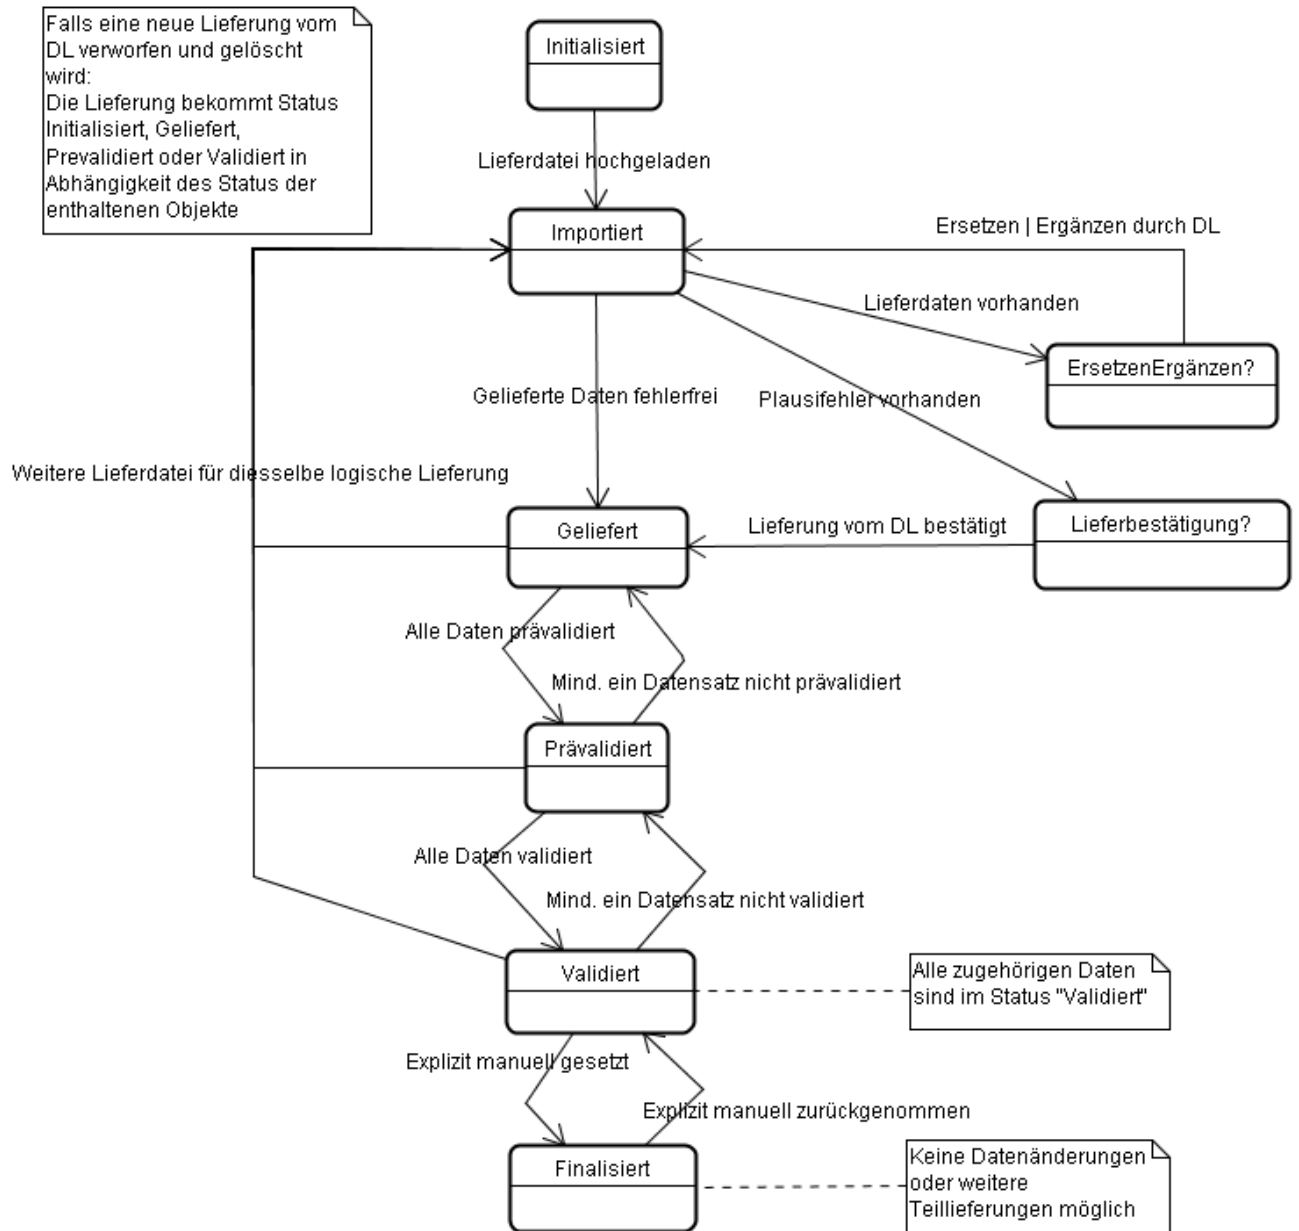 Falls eine neue Lieferung vom
DL verworfen und gelöscht
wird:
Die Lieferung bekommt Status
Initialisiert, Geliefert,
Prevalidiert oder Validiert in
Abhängigkeit des Status der
enthaltenen Objekte
Initialisiert
Lieferdatei hochgeladen
Importiert
Ersetzen | Ergänzen durch DL
Lieferdaten vorhanden
ErsetzenErgänzen?
Gelieferte Daten fehlerfrei
Plausifehler vorhanden
Weitere Lieferdatei für diesselbe logische Lieferung
Geliefert
Lieferung vom DL bestätigt
Lieferbestätigung?
Alle Daten prävalidiert
Mind. ein Datensatz nicht prävalidiert
Prävalidiert
Alle Daten validiert
Mind. ein Datensatz nicht validiert
Validiert
Alle zugehörigen Daten
sind im Status "Validiert"
Explizit manuell gesetzt
Explizit manuell zurückgenommen
Finalisiert
Keine Datenänderungen
oder weitere
Teillieferungen möglich